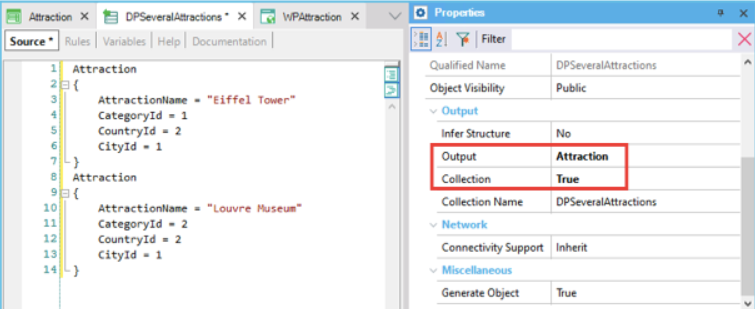 Attraction
DPSeveralAttractions *
WPAttraction
Source *
Rules
Variables
Help
Documentation
1 Attraction
2 {
3 AttractionName = "Eiffel Tower"
4 CategoryId = 1
5 CountryId = 2
6 CityId = 1
7 }
8 Attraction
9 {
10 AttractionName = "Louvre Museum"
11 CategoryId = 2
12 CountryId = 2
13 CityId = 1
14 }
Properties
Filter
Qualified Name DPSeveralAttractions
Object Visibility Public
Output
Infer Structure No
Output Attraction
Collection True
Collection Name DPSeveralAttractions
Network
Connectivity Support Inherit
Miscellaneous
Generate Object True